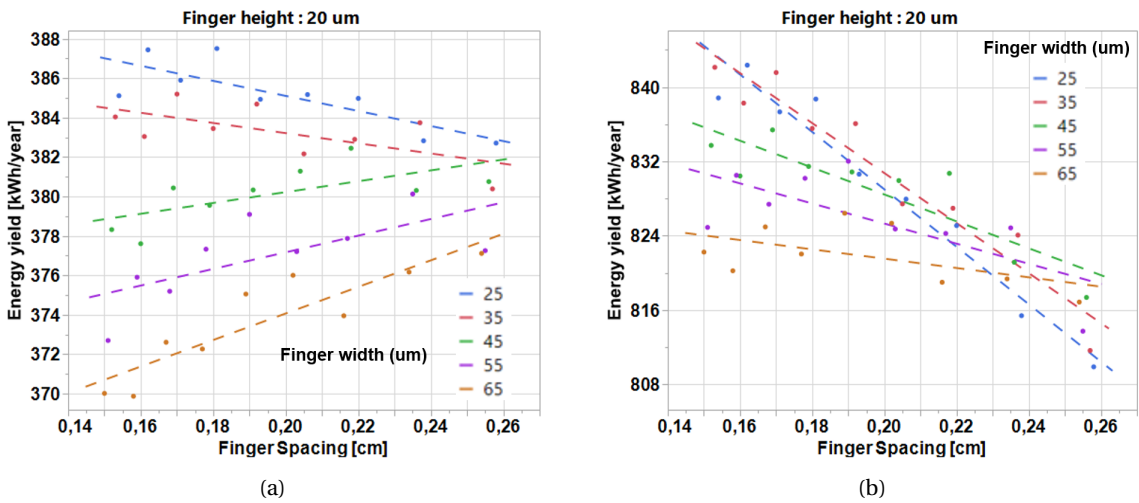 Finger height : 20 um
388
386
384
382
380
378
376
374
372
370
Energy yield [kWh/year]
25
35
45
55
65
Finger width (um)
0,14 0,16 0,18 0,20 0,22 0,24 0,26
Finger Spacing [cm]
(a)
Finger height : 20 um
Finger width (um)
25
35
45
55
65
840
832
824
816
808
Energy yield [kWh/year]
0,14 0,16 0,18 0,20 0,22 0,24 0,26
Finger Spacing [cm]
(b)